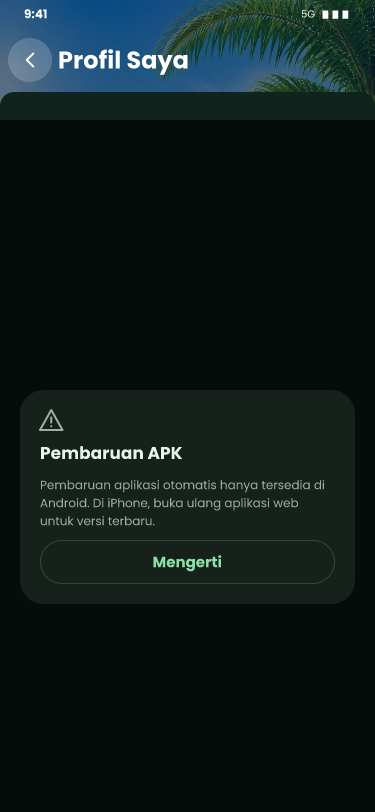 9:41
5G
Profil Saya
Pembaruan APK
Pembaruan aplikasi otomatis hanya tersedia di
Android. Di iPhone, buka ulang aplikasi web
untuk versi terbaru.
Mengerti